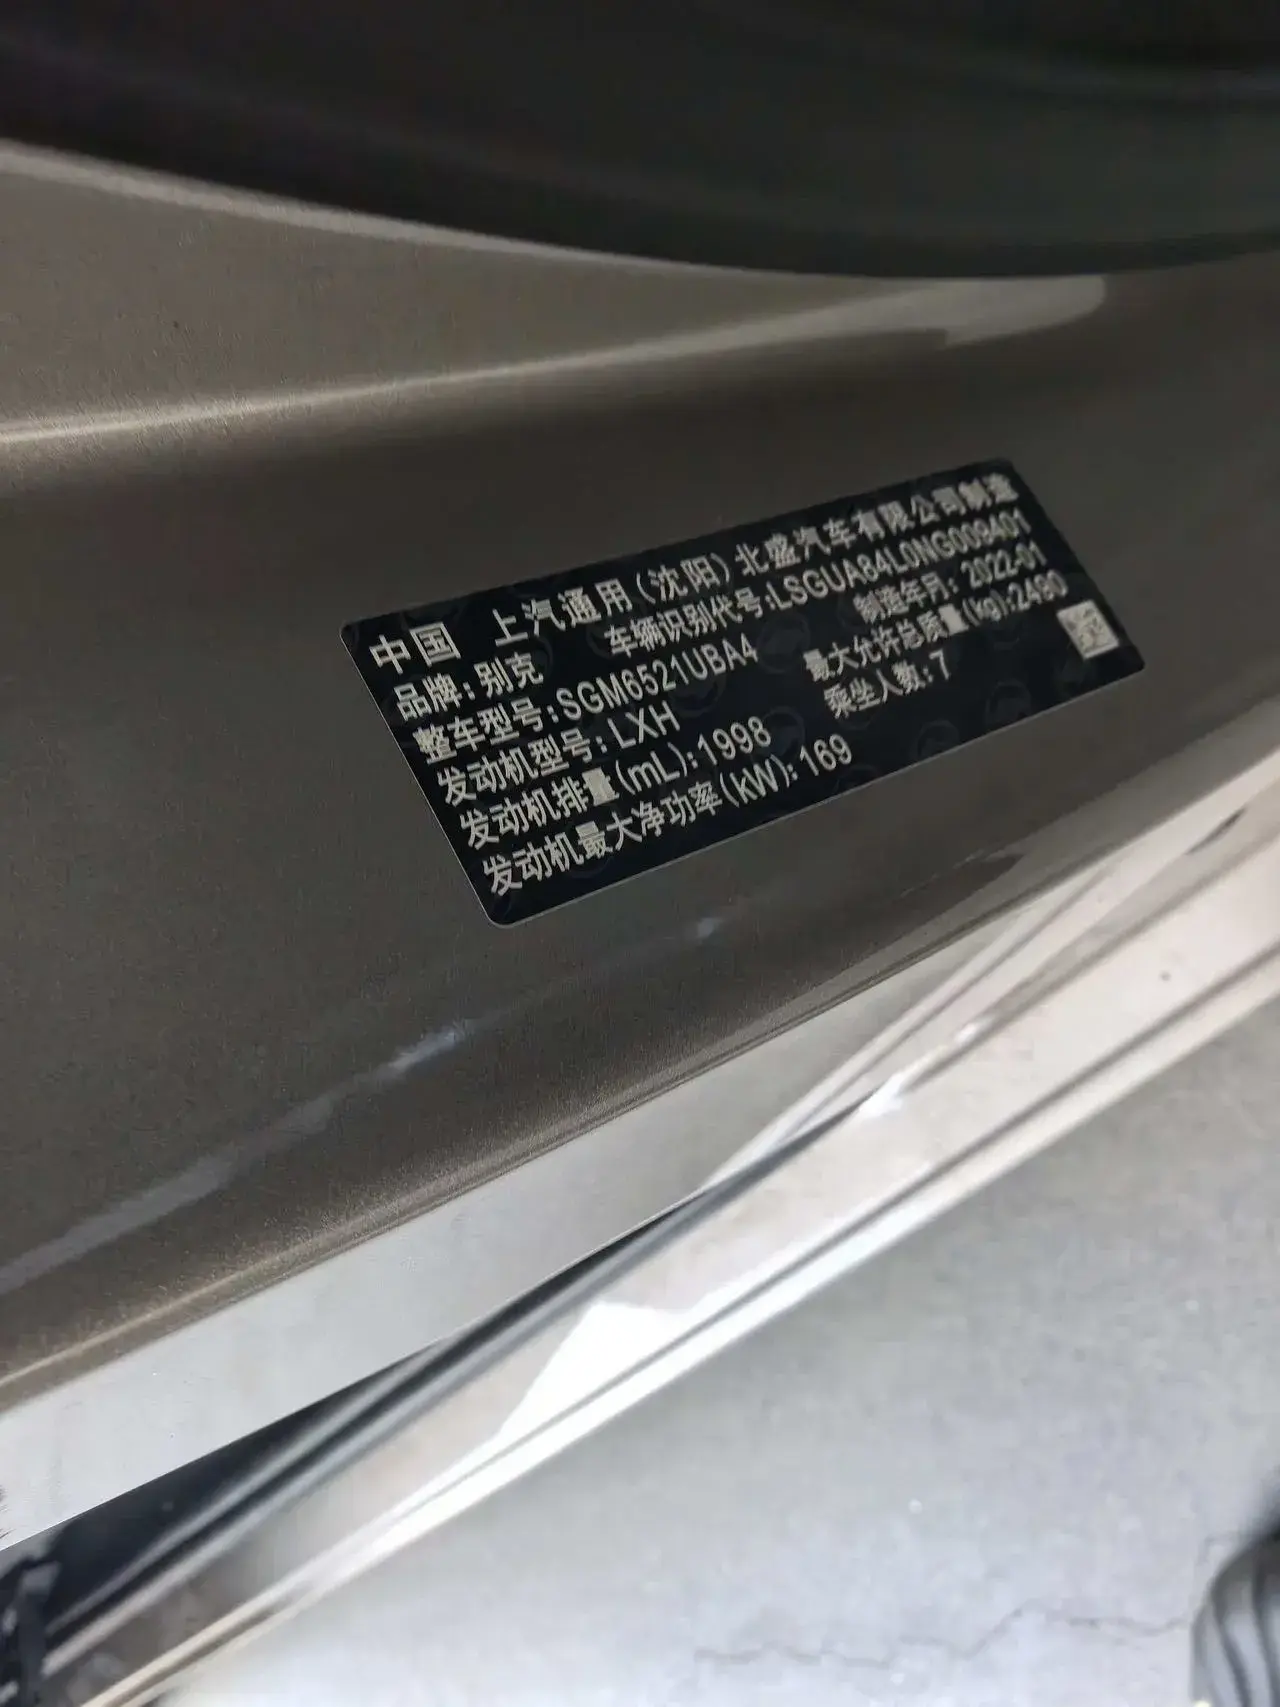 中国 上汽通用(沈阳)北盛汽车有限公司制造
品牌:别克 车辆识别代号:LSGUA84L0NG009401
整车型号:SGM6521UBA4 制造年月:2022-01
发动机型号:LXH 最大允许总质量(kg):2490
发动机排量(mL):1998 乘坐人数:7
发动机最大净功率(kW):169